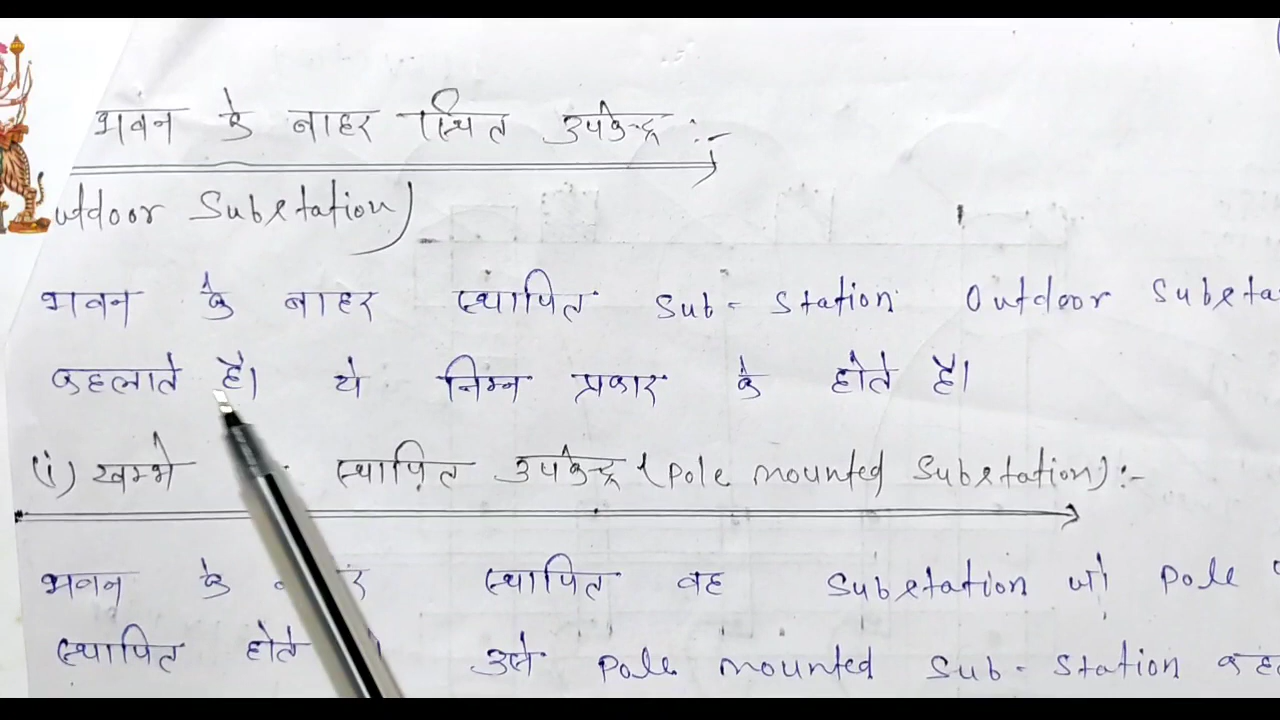 भवन के बाहर स्थित उपकेन्द्र :-
utdoor Substation)
भवन के बाहर स्थापित Sub-Station Outdoor Substa
कहलाते है। ये निम्न प्रकार के होते है।
(i) खम्भे स्थापित उपकेन्द्र (Pole mounted Substation) :-
भवन के स्थापित वह Substation जो Pole
स्थापित होते उसे Pole mounted Sub-Station कह